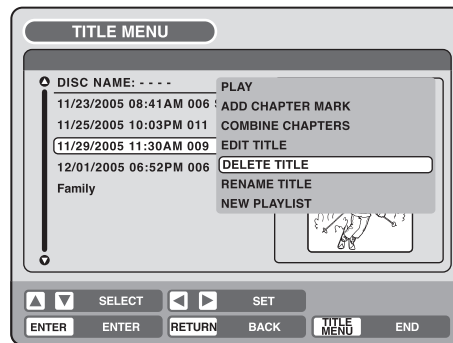 TITLE MENU
DISC NAME: - - - -
11/23/2005 08:41AM 006
11/25/2005 10:03PM 011
11/29/2005 11:30AM 009
12/01/2005 06:52PM 006
Family
PLAY
ADD CHAPTER MARK
COMBINE CHAPTERS
EDIT TITLE
DELETE TITLE
RENAME TITLE
NEW PLAYLIST
SELECT
SET
ENTER ENTER
RETURN BACK
TITLE MENU END